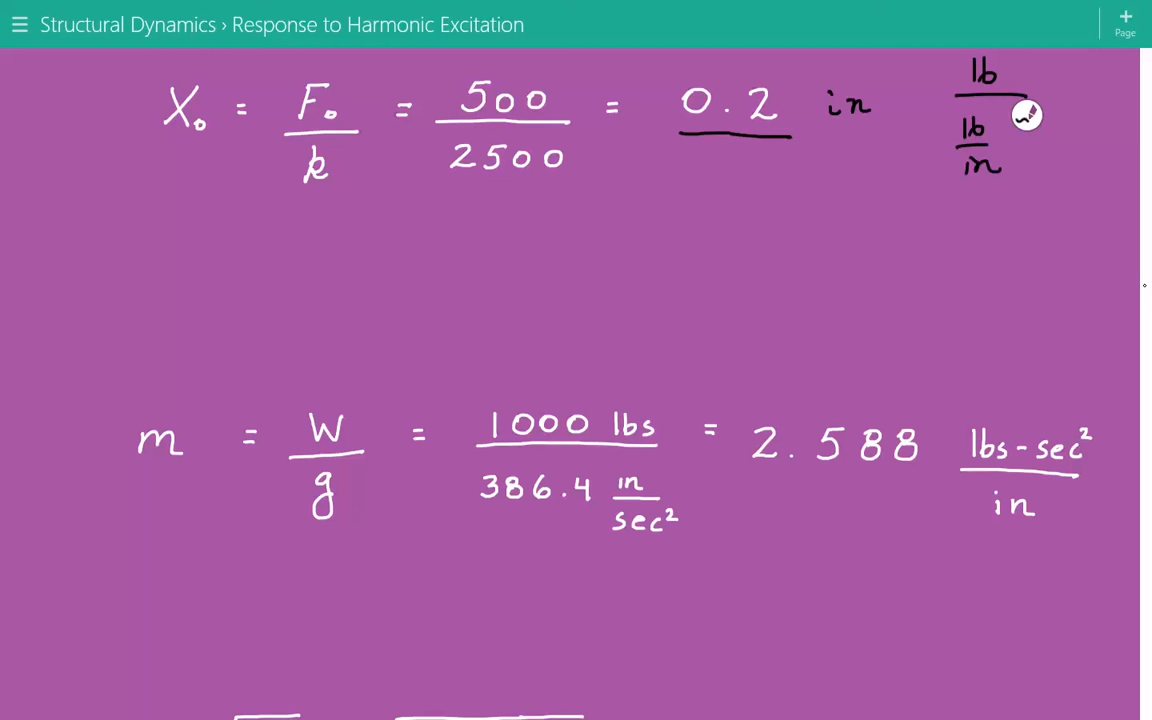 ☰ Structural Dynamics › Response to Harmonic Excitation
+ Page
X₀ = F₀/k = 500/2500 = 0.2 in lb/(lb/in)
m = W/g = 1000 lbs/(386.4 in/sec²) = 2.588 lbs-sec²/in